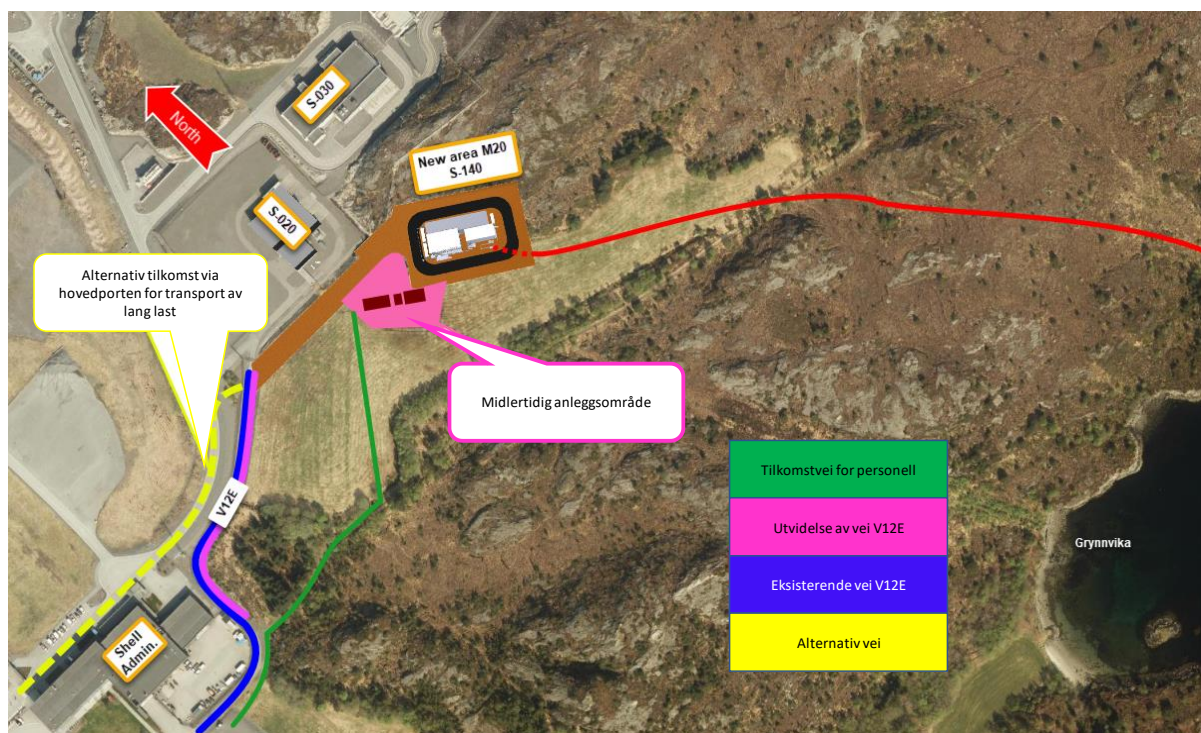 S-030
North
New area M20
S-140
S-020
Alternativ tilkomst via
hovedporten for transport av
lang last
Midlertidig anleggsområde
V12E
Tilkomstvei for personell
Utvidelse av vei V12E
Eksisterende vei V12E
Alternativ vei
Grynnvika
Shell
Admin.